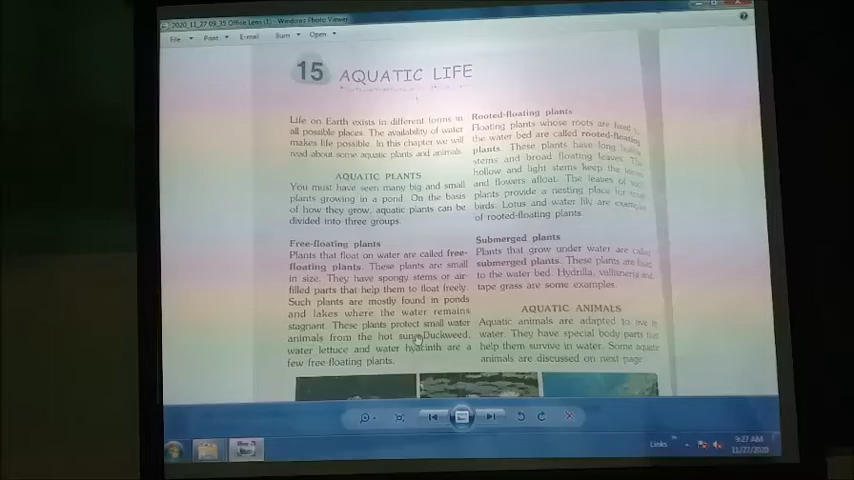 2020_11_27 09_35 Office Lens (1) - Windows Photo Viewer
File Print E-mail Burn Open
15 AQUATIC LIFE
Life on Earth exists in different forms in
all possible places. The availability of water
makes life possible. In this chapter we will
read about some aquatic plants and animals.
AQUATIC PLANTS
You must have seen many big and small
plants growing in a pond. On the basis
of how they grow, aquatic plants can be
divided into three groups.
Free-floating plants
Plants that float on water are called free-
floating plants. These plants are small
in size. They have spongy stems or air-
filled parts that help them to float freely.
Such plants are mostly found in ponds
and lakes where the water remains
stagnant. These plants protect small water
animals from the hot sun. Duckweed,
water lettuce and water hyacinth are a
few free-floating plants.
Rooted-floating plants
Floating plants whose roots are fixed
the water bed are called rooted-floating
plants. These plants have long hollow
stems and broad floating leaves. The
hollow and light stems keep the leaves
and flowers afloat. The leaves of
plants provide a nesting place for
birds. Lotus and water lily are examples
of rooted-floating plants.
Submerged plants
Plants that grow under water are called
submerged plants. These plants are fixed
to the water bed. Hydrilla, vallisneria and
tape grass are some examples.
AQUATIC ANIMALS
Aquatic animals are adapted to live in
water. They have special body parts that
help them survive in water. Some aquatic
animals are discussed on next page.
Links
9:27 AM
11/27/2020